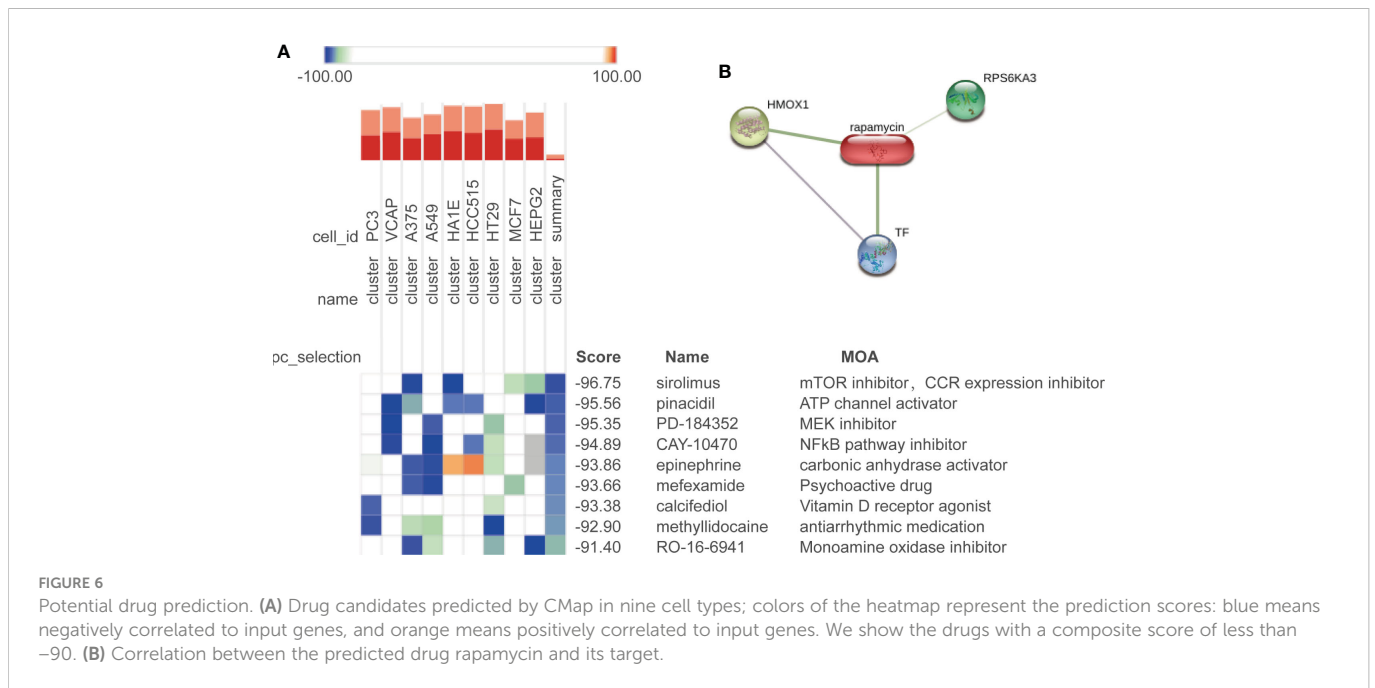 A
-100.00 100.00
cell_id PC3 VCAP A375 A549 HA1E HCC515 HT29 MCF7 HEPG2 summary
name cluster cluster cluster cluster cluster cluster cluster cluster cluster cluster
pc_selection
Score Name MOA
-96.75 sirolimus mTOR inhibitor，CCR expression inhibitor
-95.56 pinacidil ATP channel activator
-95.35 PD-184352 MEK inhibitor
-94.89 CAY-10470 NFkB pathway inhibitor
-93.86 epinephrine carbonic anhydrase activator
-93.66 mefexamide Psychoactive drug
-93.38 calcifediol Vitamin D receptor agonist
-92.90 methyllidocaine antiarrhythmic medication
-91.40 RO-16-6941 Monoamine oxidase inhibitor
B
RPS6KA3
HMOX1
rapamycin
TF
FIGURE 6
Potential drug prediction. (A) Drug candidates predicted by CMap in nine cell types; colors of the heatmap represent the prediction scores: blue means
negatively correlated to input genes, and orange means positively correlated to input genes. We show the drugs with a composite score of less than
−90. (B) Correlation between the predicted drug rapamycin and its target.